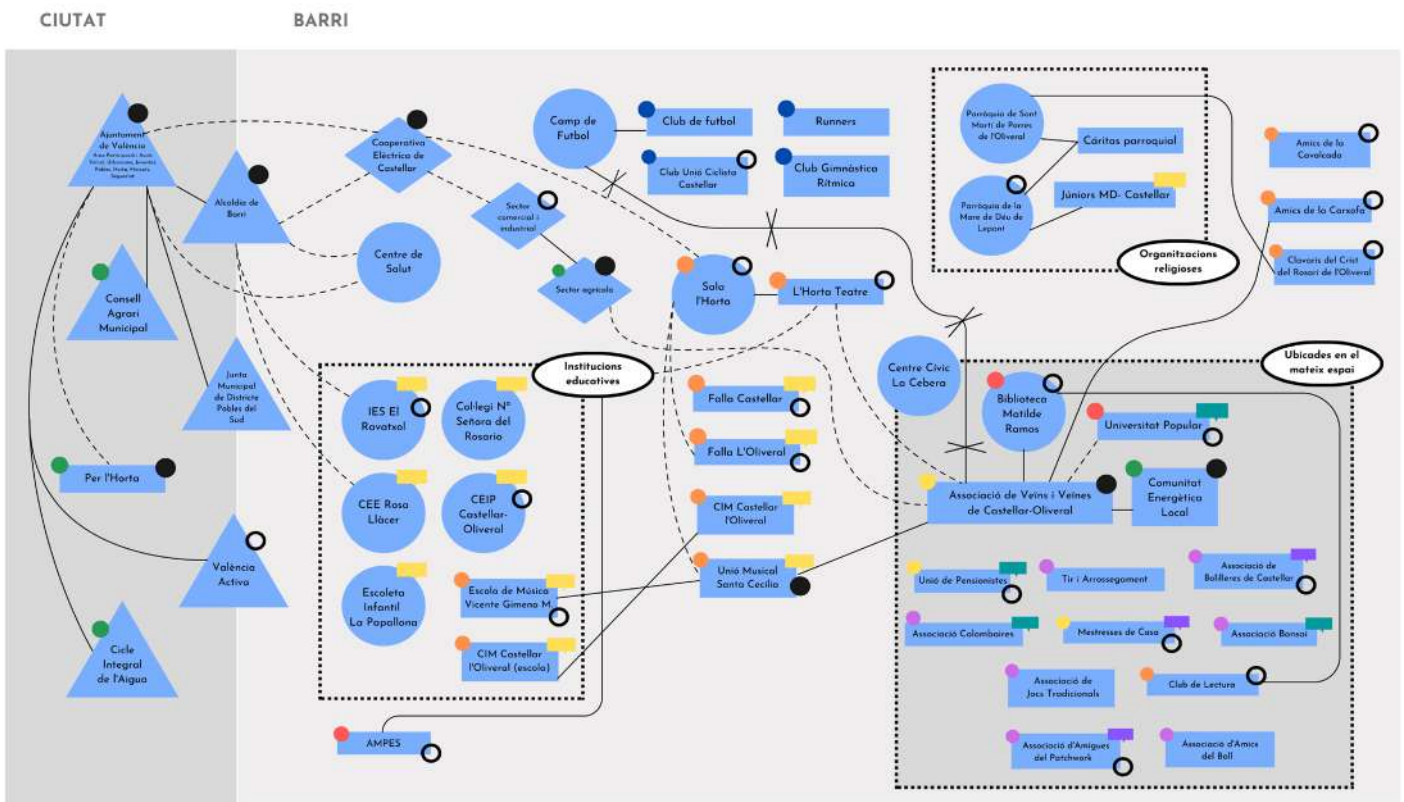 CIUTAT
BARRI
Ajuntament
de València
Alcaldia de
Barri
Consell
Agrari
Municipal
Junta
Municipal
de Districte
Pobles del
Sud
Per l'Horta
València
Activa
Cicle
Integral
de l'Aigua
Cooperativa
Elèctrica de
Castellar
Centre de
Salut
Sector
comercial i
industrial
Sector agrícola
Camp de
Futbol
Club de futbol
Runners
Club Unió Ciclista
Castellar
Club Gimnàstica
Rítmica
Sala
l'Horta
L'Horta Teatre
Parròquia de Sant
Martí de Porres
de l'Oliveral
Cáritas parroquial
Parròquia de la
Mare de Déu de
Lepant
Júniors MD- Castellar
Organitzacions
religioses
Amics de la
Cavalcada
Amics de la Carxofa
Clavaris del Crist
del Rosari de l'Oliveral
Institucions
educatives
IES El
Ravatxol
Col·legi Nª
Señora del
Rosario
CEE Rosa
Llàcer
CEIP
Castellar-
Oliveral
Escoleta
Infantil
La Papallona
Escola de Música
Vicente Gimeno M.
CIM Castellar
l'Oliveral (escola)
AMPES
Falla Castellar
Falla L'Oliveral
CIM Castellar
l'Oliveral
Unió Musical
Santa Cecília
Centre Cívic
La Cebera
Ubicades en el
mateix espai
Biblioteca
Matilde
Ramos
Universitat Popular
Associació de Veïns i Veïnes
de Castellar-Oliveral
Comunitat
Energètica
Local
Unió de Pensionistes
Tir i Arrossegament
Associació de
Bolilleres de Castellar
Associació Colombaires
Mestresses de Casa
Associació Bonsai
Associació de
Jocs Tradicionals
Club de Lectura
Associació d'Amigues
del Patchwork
Associació d'Amics
del Ball